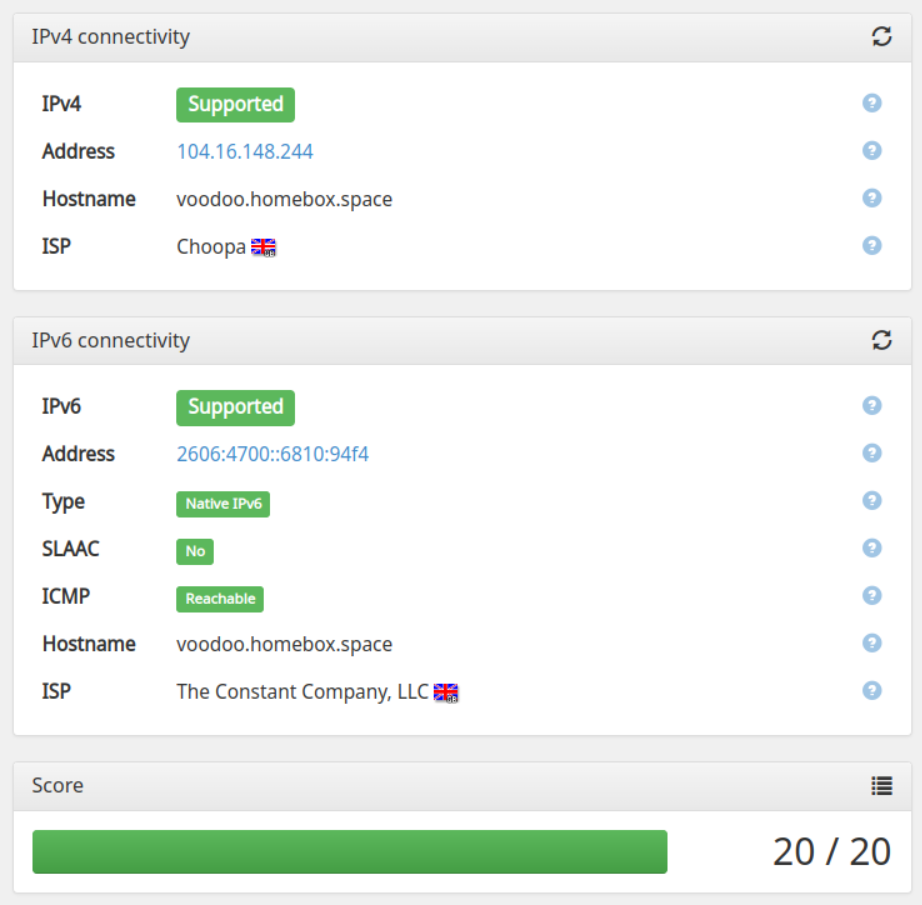 IPv4 connectivity
IPv4 Supported
Address 104.16.148.244
Hostname voodoo.homebox.space
ISP Choopa
IPv6 connectivity
IPv6 Supported
Address 2606:4700::6810:94f4
Type Native IPv6
SLAAC No
ICMP Reachable
Hostname voodoo.homebox.space
ISP The Constant Company, LLC
Score
20 / 20